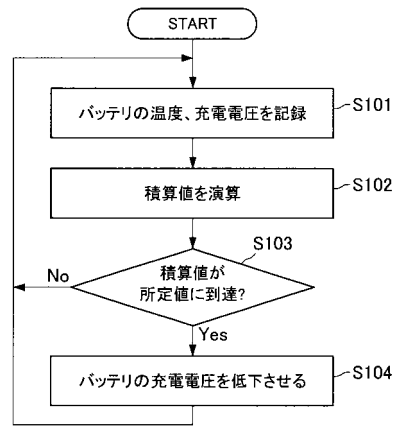 START
バッテリの温度、充電電圧を記録
S101
積算値を演算
S102
S103
積算値が
所定値に到達?
No
Yes
バッテリの充電電圧を低下させる
S104